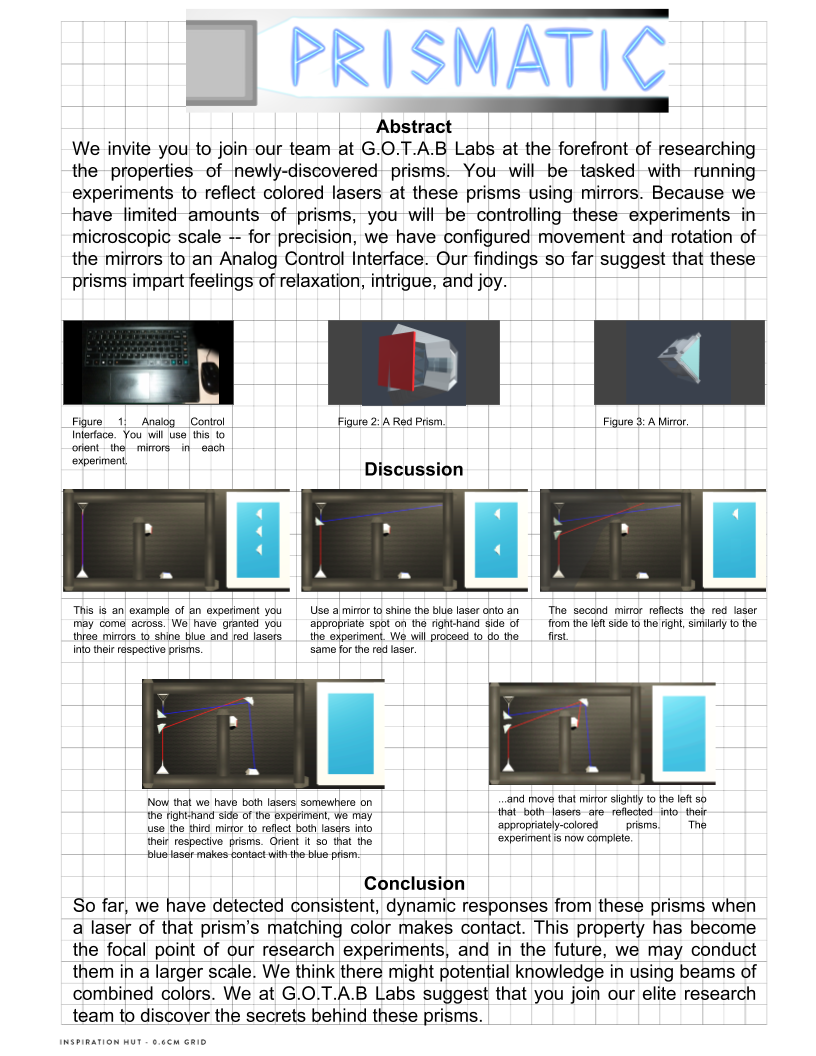 PRISMATIC
Abstract
We invite you to join our team at G.O.T.A.B Labs at the forefront of researching
the properties of newly-discovered prisms. You will be tasked with running
experiments to reflect colored lasers at these prisms using mirrors. Because we
have limited amounts of prisms, you will be controlling these experiments in
microscopic scale -- for precision, we have configured movement and rotation of
the mirrors to an Analog Control Interface. Our findings so far suggest that these
prisms impart feelings of relaxation, intrigue, and joy.
Figure 1: Analog Control
Interface. You will use this to
orient the mirrors in each
experiment.
Figure 2: A Red Prism.
Figure 3: A Mirror.
Discussion
This is an example of an experiment you
may come across. We have granted you
three mirrors to shine blue and red lasers
into their respective prisms.
Use a mirror to shine the blue laser onto an
appropriate spot on the right-hand side of
the experiment. We will proceed to do the
same for the red laser.
The second mirror reflects the red laser
from the left side to the right, similarly to the
first.
Now that we have both lasers somewhere on
the right-hand side of the experiment, we may
use the third mirror to reflect both lasers into
their respective prisms. Orient it so that the
blue laser makes contact with the blue prism.
...and move that mirror slightly to the left so
that both lasers are reflected into their
appropriately-colored prisms. The
experiment is now complete.
Conclusion
So far, we have detected consistent, dynamic responses from these prisms when
a laser of that prism's matching color makes contact. This property has become
the focal point of our research experiments, and in the future, we may conduct
them in a larger scale. We think there might potential knowledge in using beams of
combined colors. We at G.O.T.A.B Labs suggest that you join our elite research
team to discover the secrets behind these prisms.
INSPIRATION HUT - 0.6CM GRID